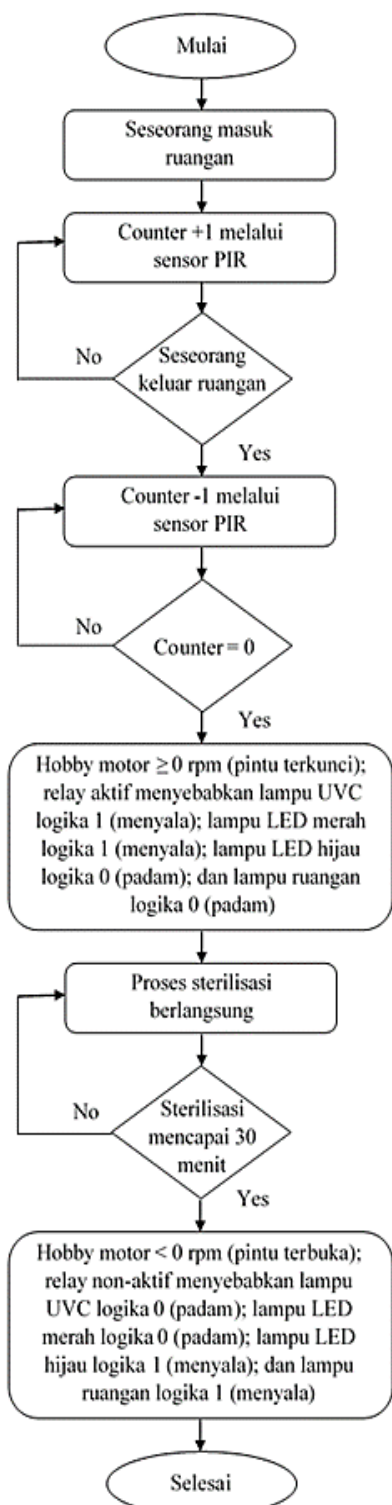 Mulai
Seseorang masuk
ruangan
Counter +1 melalui
sensor PIR
No
Seseorang
keluar ruangan
Yes
Counter -1 melalui
sensor PIR
No
Counter = 0
Yes
Hobby motor ≥ 0 rpm (pintu terkunci);
relay aktif menyebabkan lampu UVC
logika 1 (menyala); lampu LED merah
logika 1 (menyala); lampu LED hijau
logika 0 (padam); dan lampu ruangan
logika 0 (padam)
Proses sterilisasi
berlangsung
No
Sterilisasi
mencapai 30
menit
Yes
Hobby motor < 0 rpm (pintu terbuka);
relay non-aktif menyebabkan lampu
UVC logika 0 (padam); lampu LED
merah logika 0 (padam); lampu LED
hijau logika 1 (menyala); dan lampu
ruangan logika 1 (menyala)
Selesai